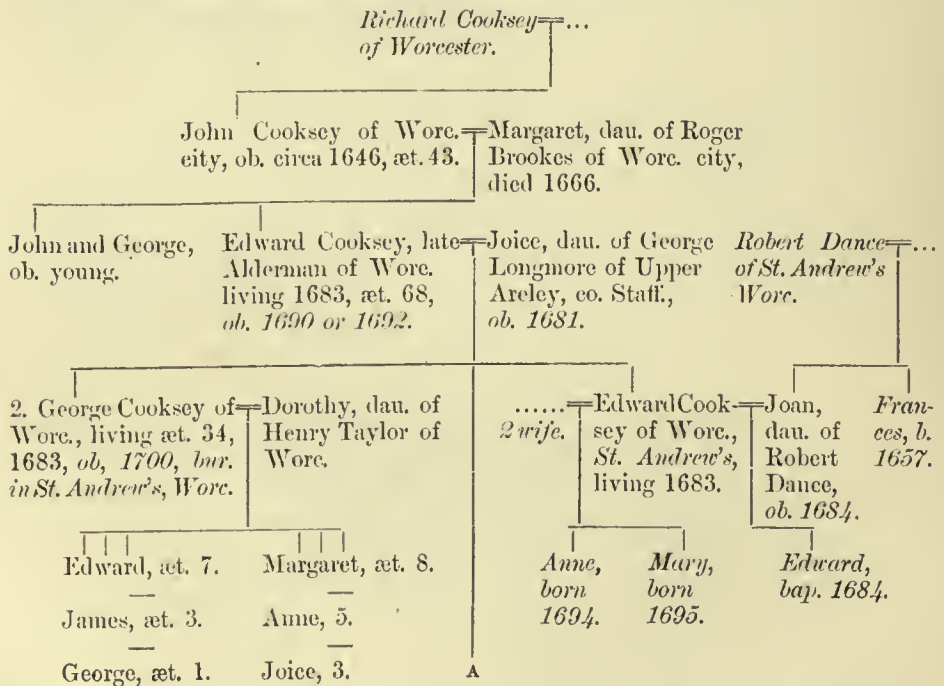 Richard Cooksey=...
of Worcester.
John Cooksey of Worc.=Margaret, dau. of Roger
city, ob. circa 1646, æt. 43. Brookes of Worc. city,
died 1666.
John and George, Edward Cooksey, late=Joice, dau. of George Robert Dance=...
ob. young. Alderman of Worc. Longmore of Upper of St. Andrew's
living 1683, æt. 68, Areley, co. Staff., Worc.
ob. 1690 or 1692. ob. 1681.
2. George Cooksey of=Dorothy, dau. of ......=Edward Cook-=Joan, Fran-
Worc., living æt. 34, Henry Taylor of 2 wife. sey of Worc., dau. of ces, b.
1683, ob, 1700, bur. Worc. St. Andrew's, Robert 1657.
in St. Andrew's, Worc. living 1683. Dance,
ob. 1684.
Edward, æt. 7. Margaret, æt. 8. Anne, Mary, Edward,
born born bap. 1684.
James, æt. 3. Anne, 5. 1694. 1695.
George, æt. 1. Joice, 3. A